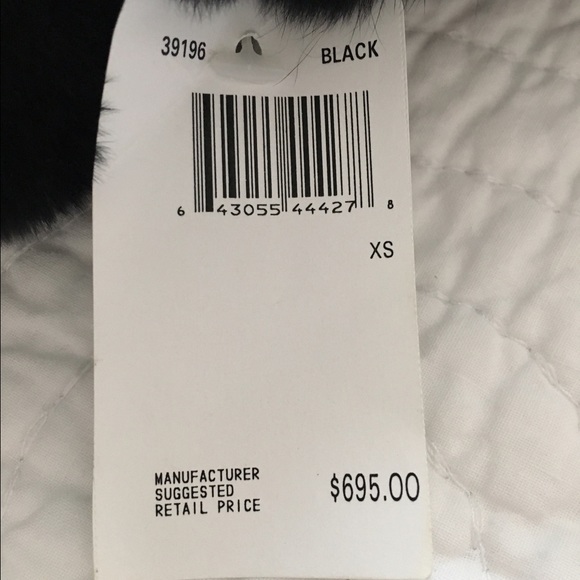 39196 BLACK
6 43055 44427 8
XS
MANUFACTURER
SUGGESTED
RETAIL PRICE
$695.00